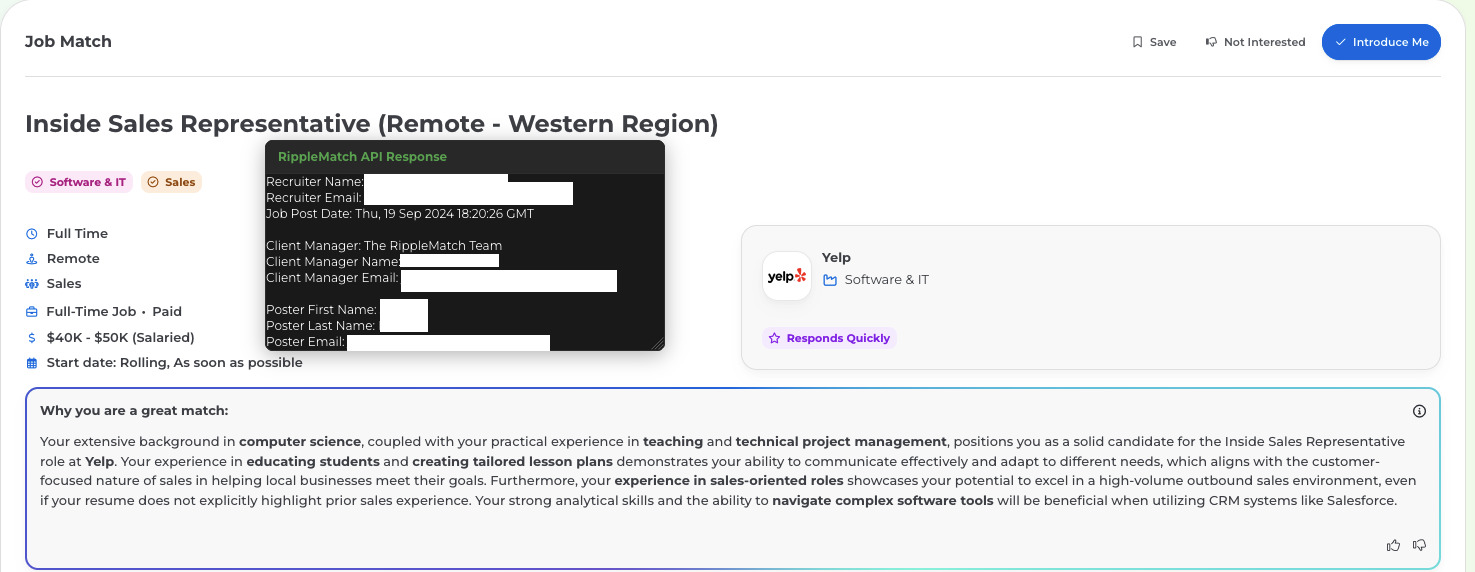 Job Match
Save
Not Interested
Introduce Me
Inside Sales Representative (Remote - Western Region)
RippleMatch API Response
Recruiter Name:
Recruiter Email:
Job Post Date: Thu, 19 Sep 2024 18:20:26 GMT
Client Manager: The RippleMatch Team
Client Manager Name:
Client Manager Email:
Poster First Name:
Poster Last Name:
Poster Email:
Software & IT
Sales
Full Time
Remote
Sales
Full-Time Job • Paid
$40K - $50K (Salaried)
Start date: Rolling, As soon as possible
yelp
Yelp
Software & IT
Responds Quickly
Why you are a great match:
Your extensive background in computer science, coupled with your practical experience in teaching and technical project management, positions you as a solid candidate for the Inside Sales Representative
role at Yelp. Your experience in educating students and creating tailored lesson plans demonstrates your ability to communicate effectively and adapt to different needs, which aligns with the customer-
focused nature of sales in helping local businesses meet their goals. Furthermore, your experience in sales-oriented roles showcases your potential to excel in a high-volume outbound sales environment, even
if your resume does not explicitly highlight prior sales experience. Your strong analytical skills and the ability to navigate complex software tools will be beneficial when utilizing CRM systems like Salesforce.